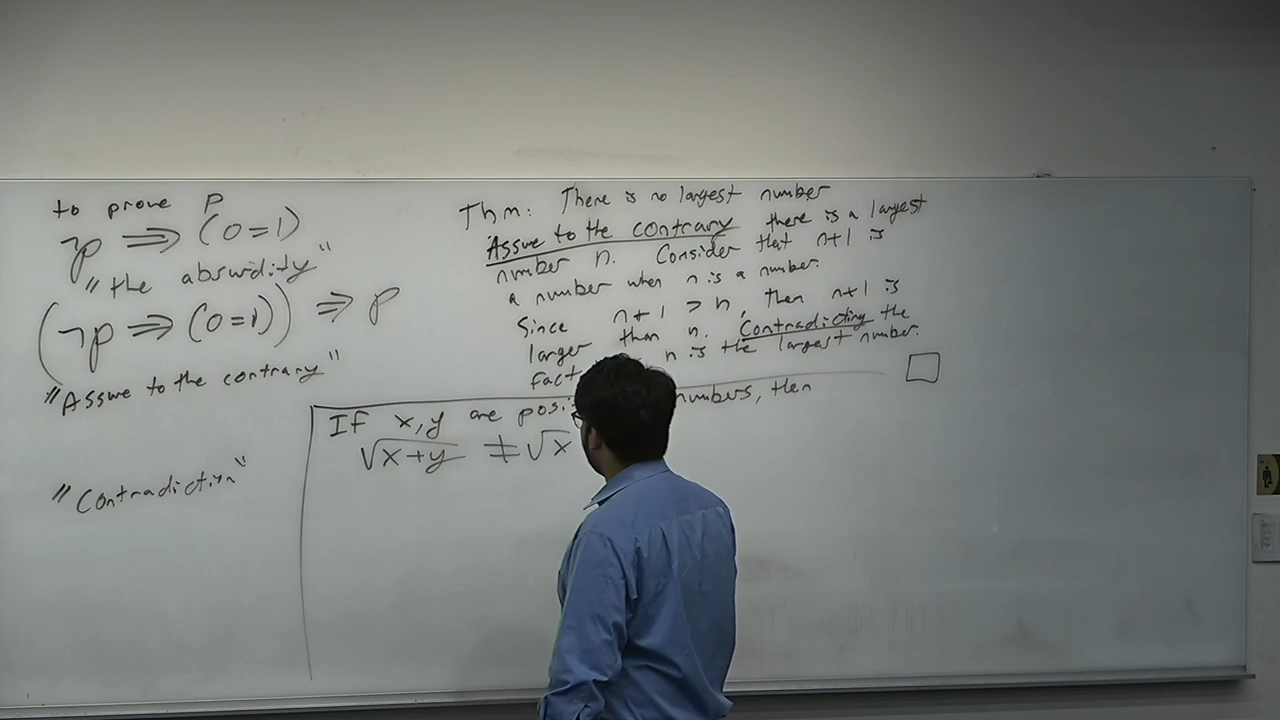 to prove P
¬p ⟹ (0=1)
"the absurdity"
(¬p ⟹ (0=1)) ⟹ p
"Assume to the contrary"
"Contradiction"
Thm: There is no largest number
Assume to the contrary there is a largest
number n. Consider that n+1 is
a number when n is a number.
Since n+1 > n, then n+1 is
larger than n. Contradicting the
fact n is the largest number.
If x,y are posi numbers, then
√x+y ≠ √x